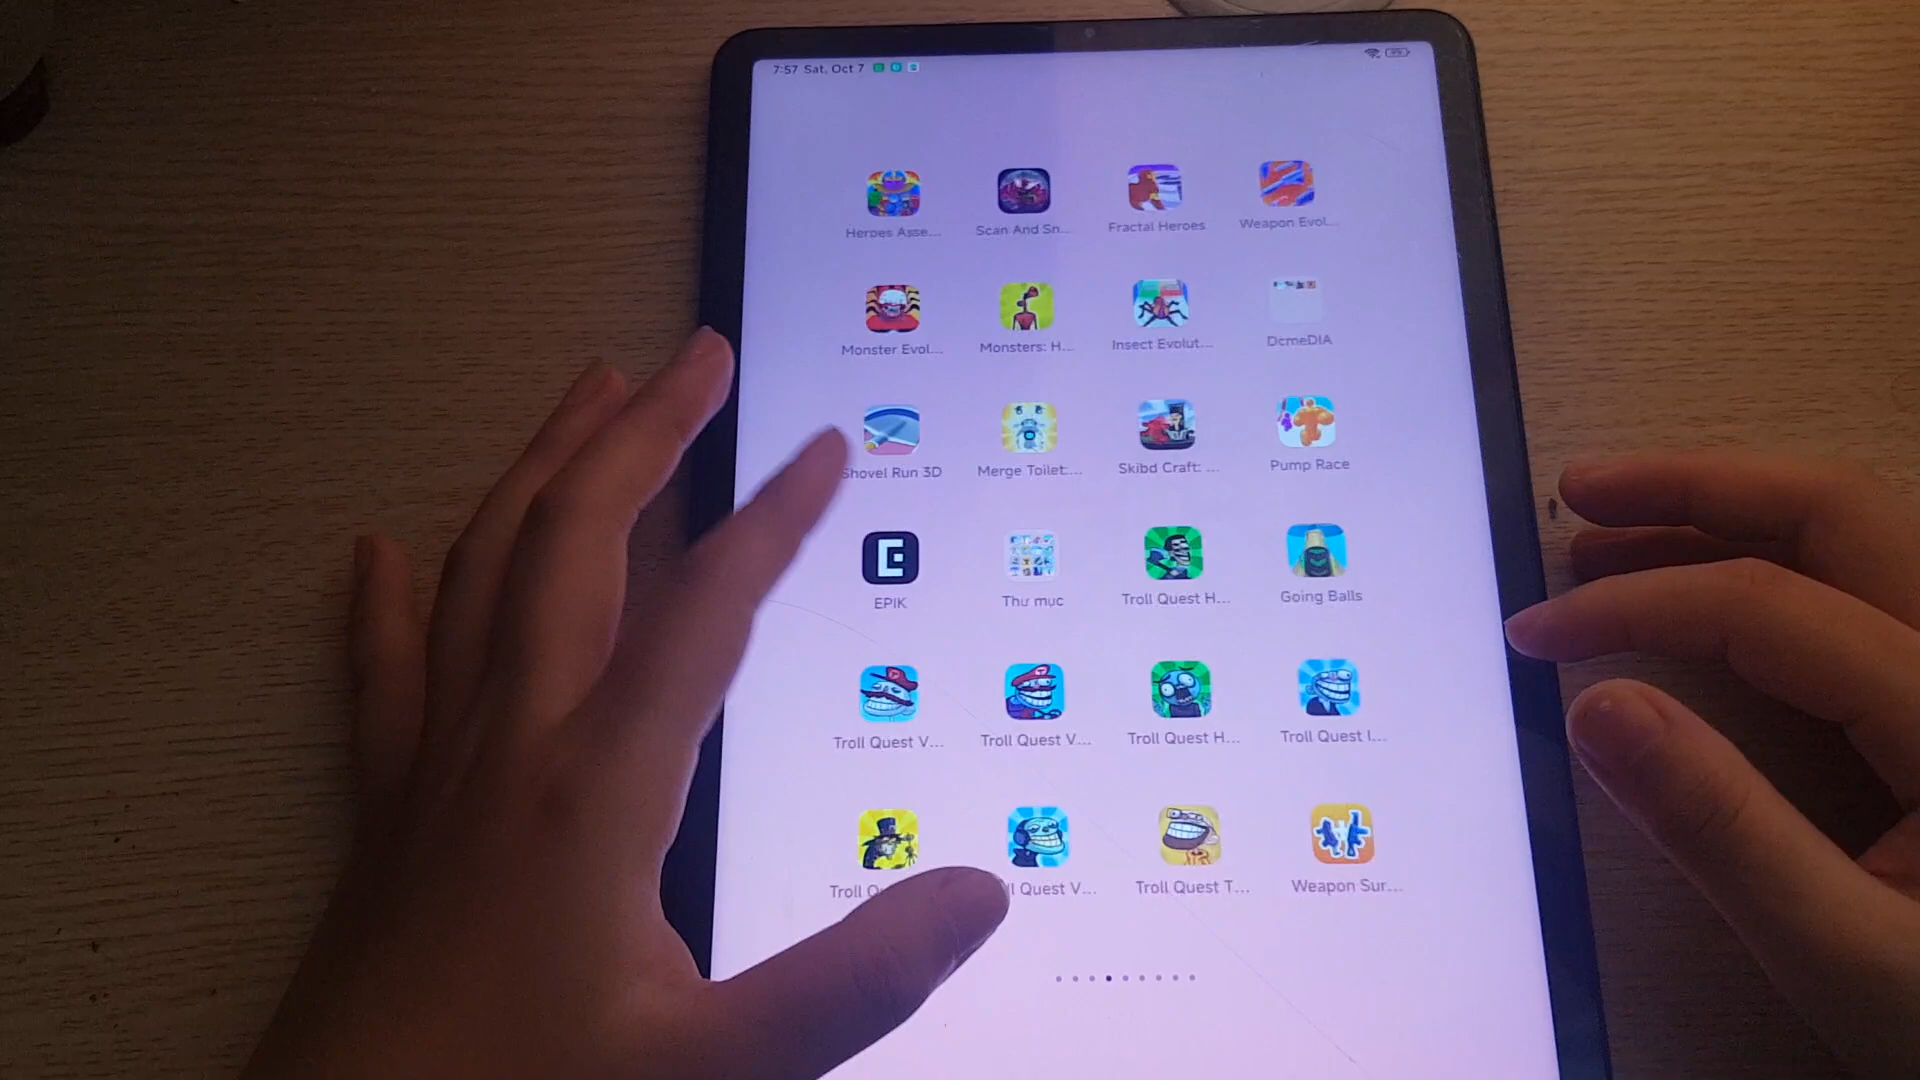 7:57 Sat, Oct 7
Heroes Asse...
Scan And Sn...
Fractal Heroes
Weapon Evol...
Monster Evol...
Monsters: H...
Insect Evolut...
DcmeDIA
Shovel Run 3D
Merge Toilet:...
Skibd Craft: ...
Pump Race
EPIK
Thư mục
Troll Quest H...
Going Balls
Troll Quest V...
Troll Quest V...
Troll Quest H...
Troll Quest I...
Troll Qu
ll Quest V...
Troll Quest T...
Weapon Sur...